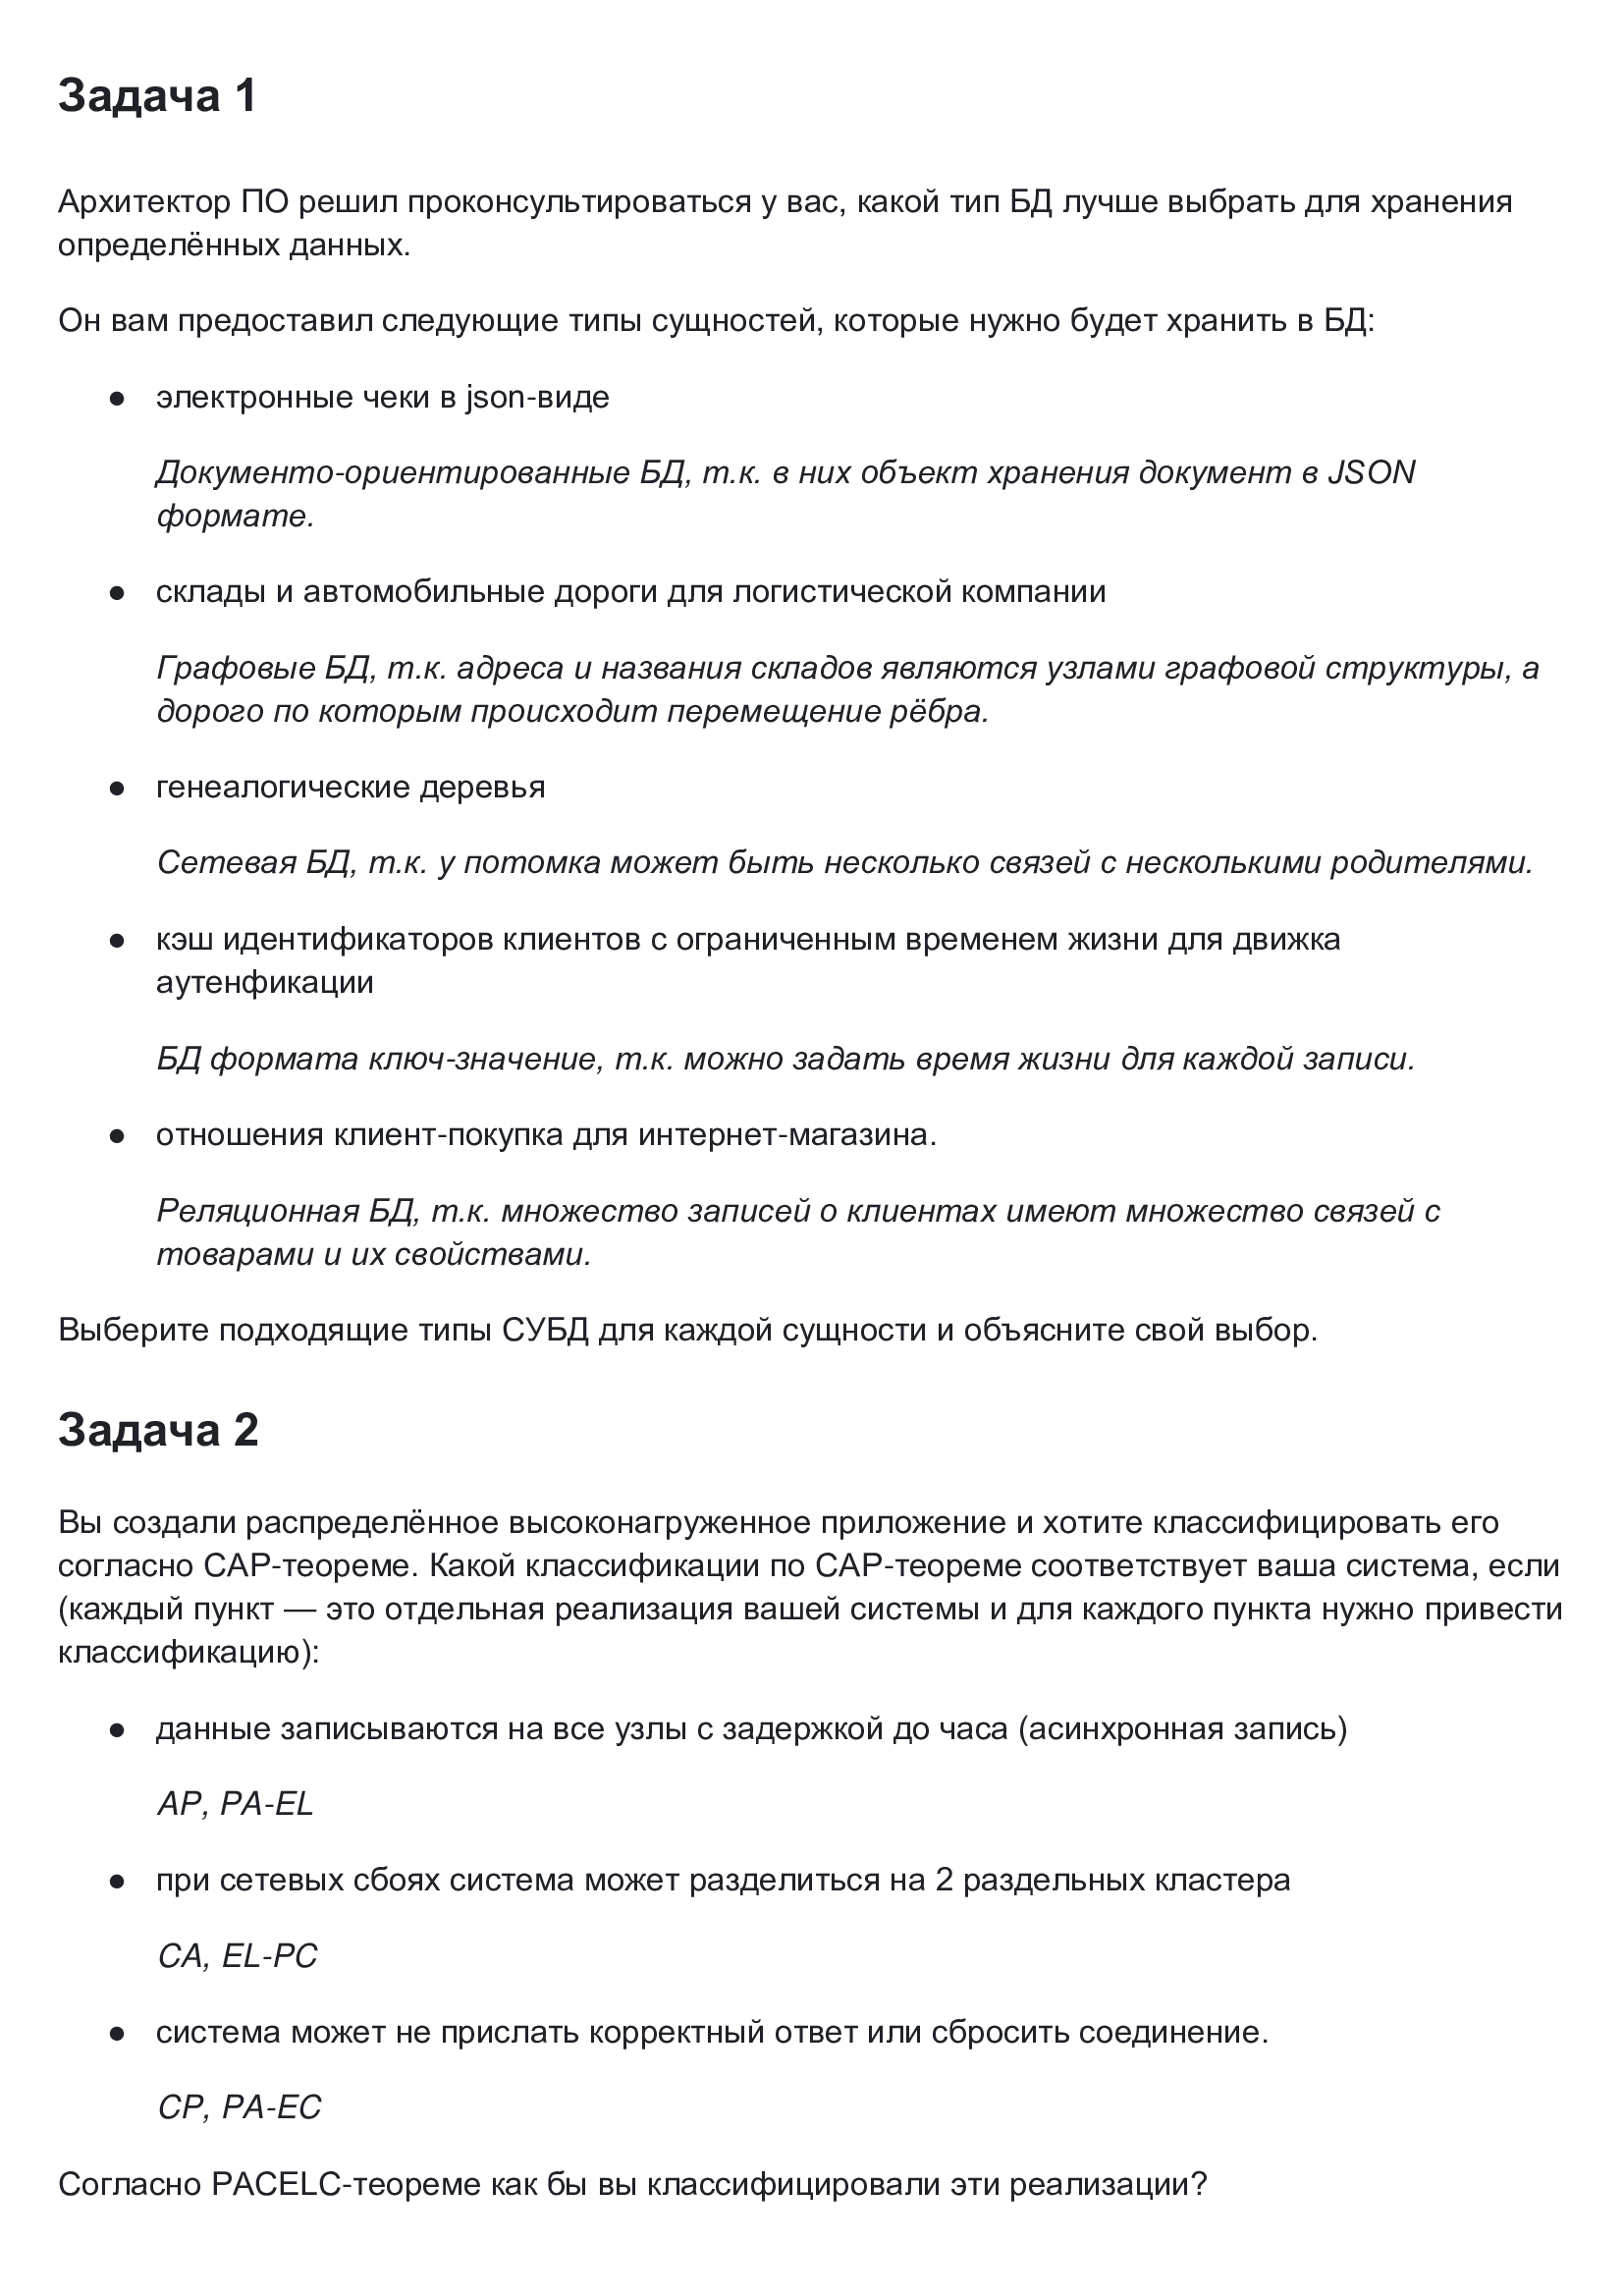 Задача 1
Архитектор ПО решил проконсультироваться у вас, какой тип БД лучше выбрать для хранения
определённых данных.
Он вам предоставил следующие типы сущностей, которые нужно будет хранить в БД:
● электронные чеки в json-виде
Документо-ориентированные БД, т.к. в них объект хранения документ в JSON
формате.
● склады и автомобильные дороги для логистической компании
Графовые БД, т.к. адреса и названия складов являются узлами графовой структуры, а
дорого по которым происходит перемещение рёбра.
● генеалогические деревья
Сетевая БД, т.к. у потомка может быть несколько связей с несколькими родителями.
● кэш идентификаторов клиентов с ограниченным временем жизни для движка
аутенфикации
БД формата ключ-значение, т.к. можно задать время жизни для каждой записи.
● отношения клиент-покупка для интернет-магазина.
Реляционная БД, т.к. множество записей о клиентах имеют множество связей с
товарами и их свойствами.
Выберите подходящие типы СУБД для каждой сущности и объясните свой выбор.
Задача 2
Вы создали распределённое высоконагруженное приложение и хотите классифицировать его
согласно CAP-теореме. Какой классификации по CAP-теореме соответствует ваша система, если
(каждый пункт — это отдельная реализация вашей системы и для каждого пункта нужно привести
классификацию):
● данные записываются на все узлы с задержкой до часа (асинхронная запись)
AP, PA-EL
● при сетевых сбоях система может разделиться на 2 раздельных кластера
CA, EL-PC
● система может не прислать корректный ответ или сбросить соединение.
CP, PA-EC
Согласно PACELC-теореме как бы вы классифицировали эти реализации?